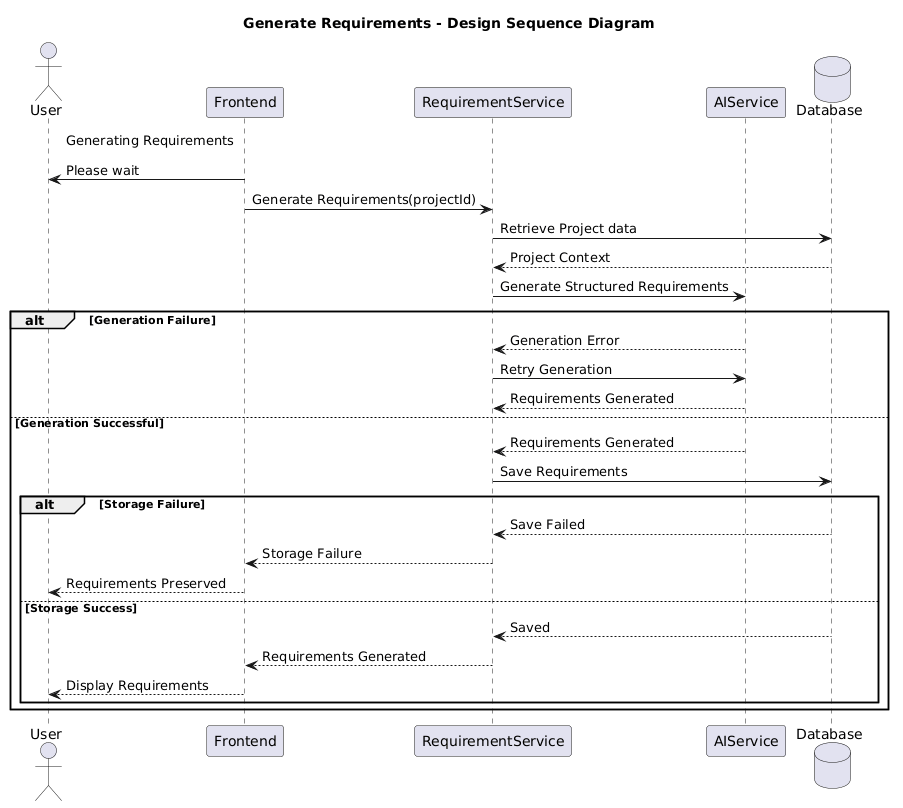 Generate Requirements - Design Sequence Diagram
User
Frontend
RequirementService
AIService
Database
Generating Requirements
Please wait
Generate Requirements(projectId)
Retrieve Project data
Project Context
Generate Structured Requirements
alt [Generation Failure]
Generation Error
Retry Generation
Requirements Generated
[Generation Successful]
Requirements Generated
Save Requirements
alt [Storage Failure]
Save Failed
Storage Failure
Requirements Preserved
[Storage Success]
Saved
Requirements Generated
Display Requirements
User
Frontend
RequirementService
AIService
Database